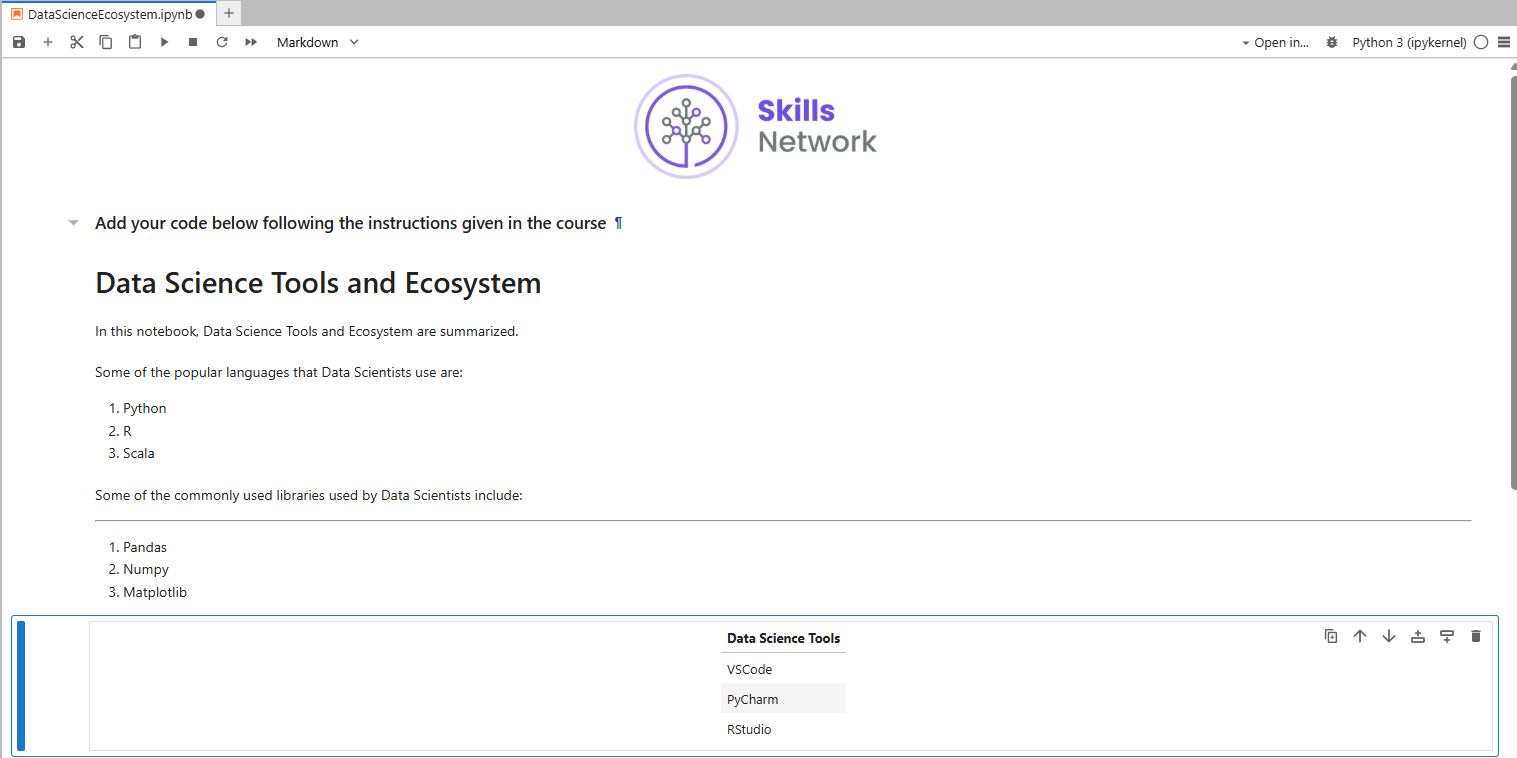 DataScienceEcosystem.ipynb
Markdown
Open in...
Python 3 (ipykernel)
Skills
Network
Add your code below following the instructions given in the course ¶
Data Science Tools and Ecosystem
In this notebook, Data Science Tools and Ecosystem are summarized.
Some of the popular languages that Data Scientists use are:
1. Python
2. R
3. Scala
Some of the commonly used libraries used by Data Scientists include:
1. Pandas
2. Numpy
3. Matplotlib
Data Science Tools
VSCode
PyCharm
RStudio